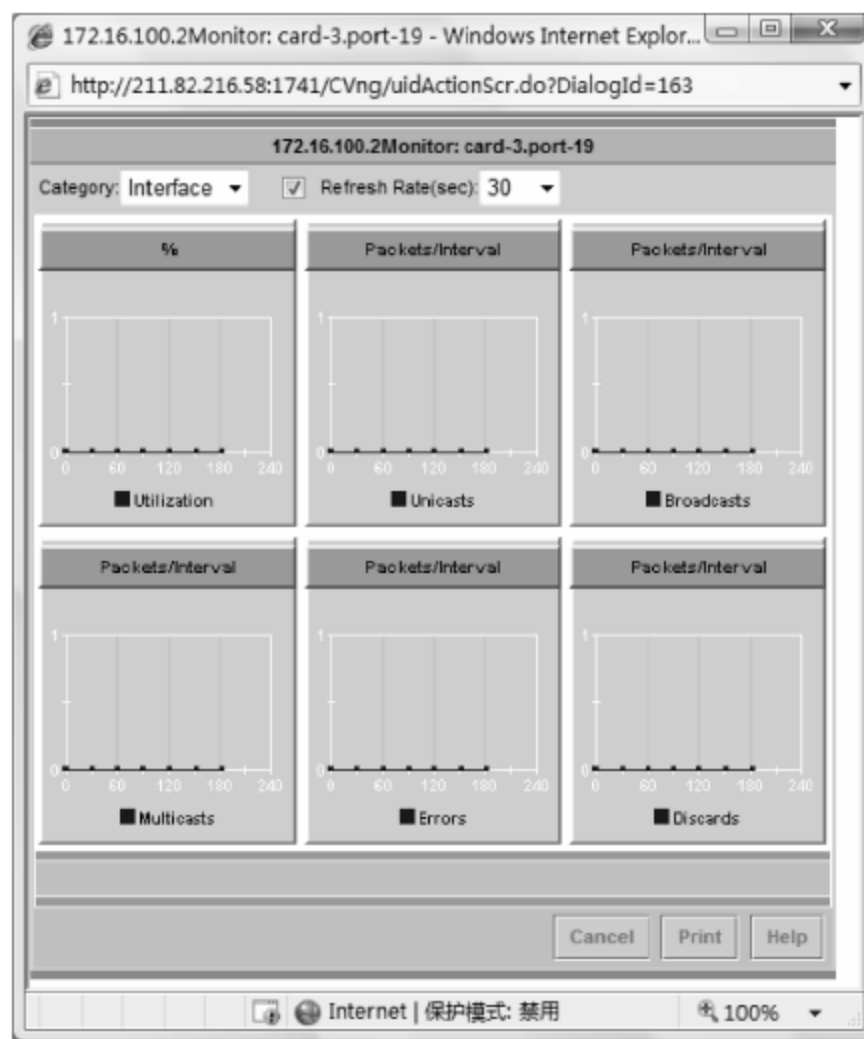 172.16.100.2Monitor: card-3.port-19 - Windows Internet Explor...
http://211.82.216.58:1741/CVng/uidActionScr.do?DialogId=163
172.16.100.2Monitor: card-3.port-19
Category: Interface Refresh Rate(sec): 30
% Packets/Interval Packets/Interval
1 1 1
0 0 0
0 60 120 180 240 0 60 120 180 240 0 60 120 180 240
Utilization Unicasts Broadcasts
Packets/Interval Packets/Interval Packets/Interval
1 1 1
0 0 0
0 60 120 180 240 0 60 120 180 240 0 60 120 180 240
Multicasts Errors Discards
Cancel Print Help
Internet | 保护模式: 禁用 100%